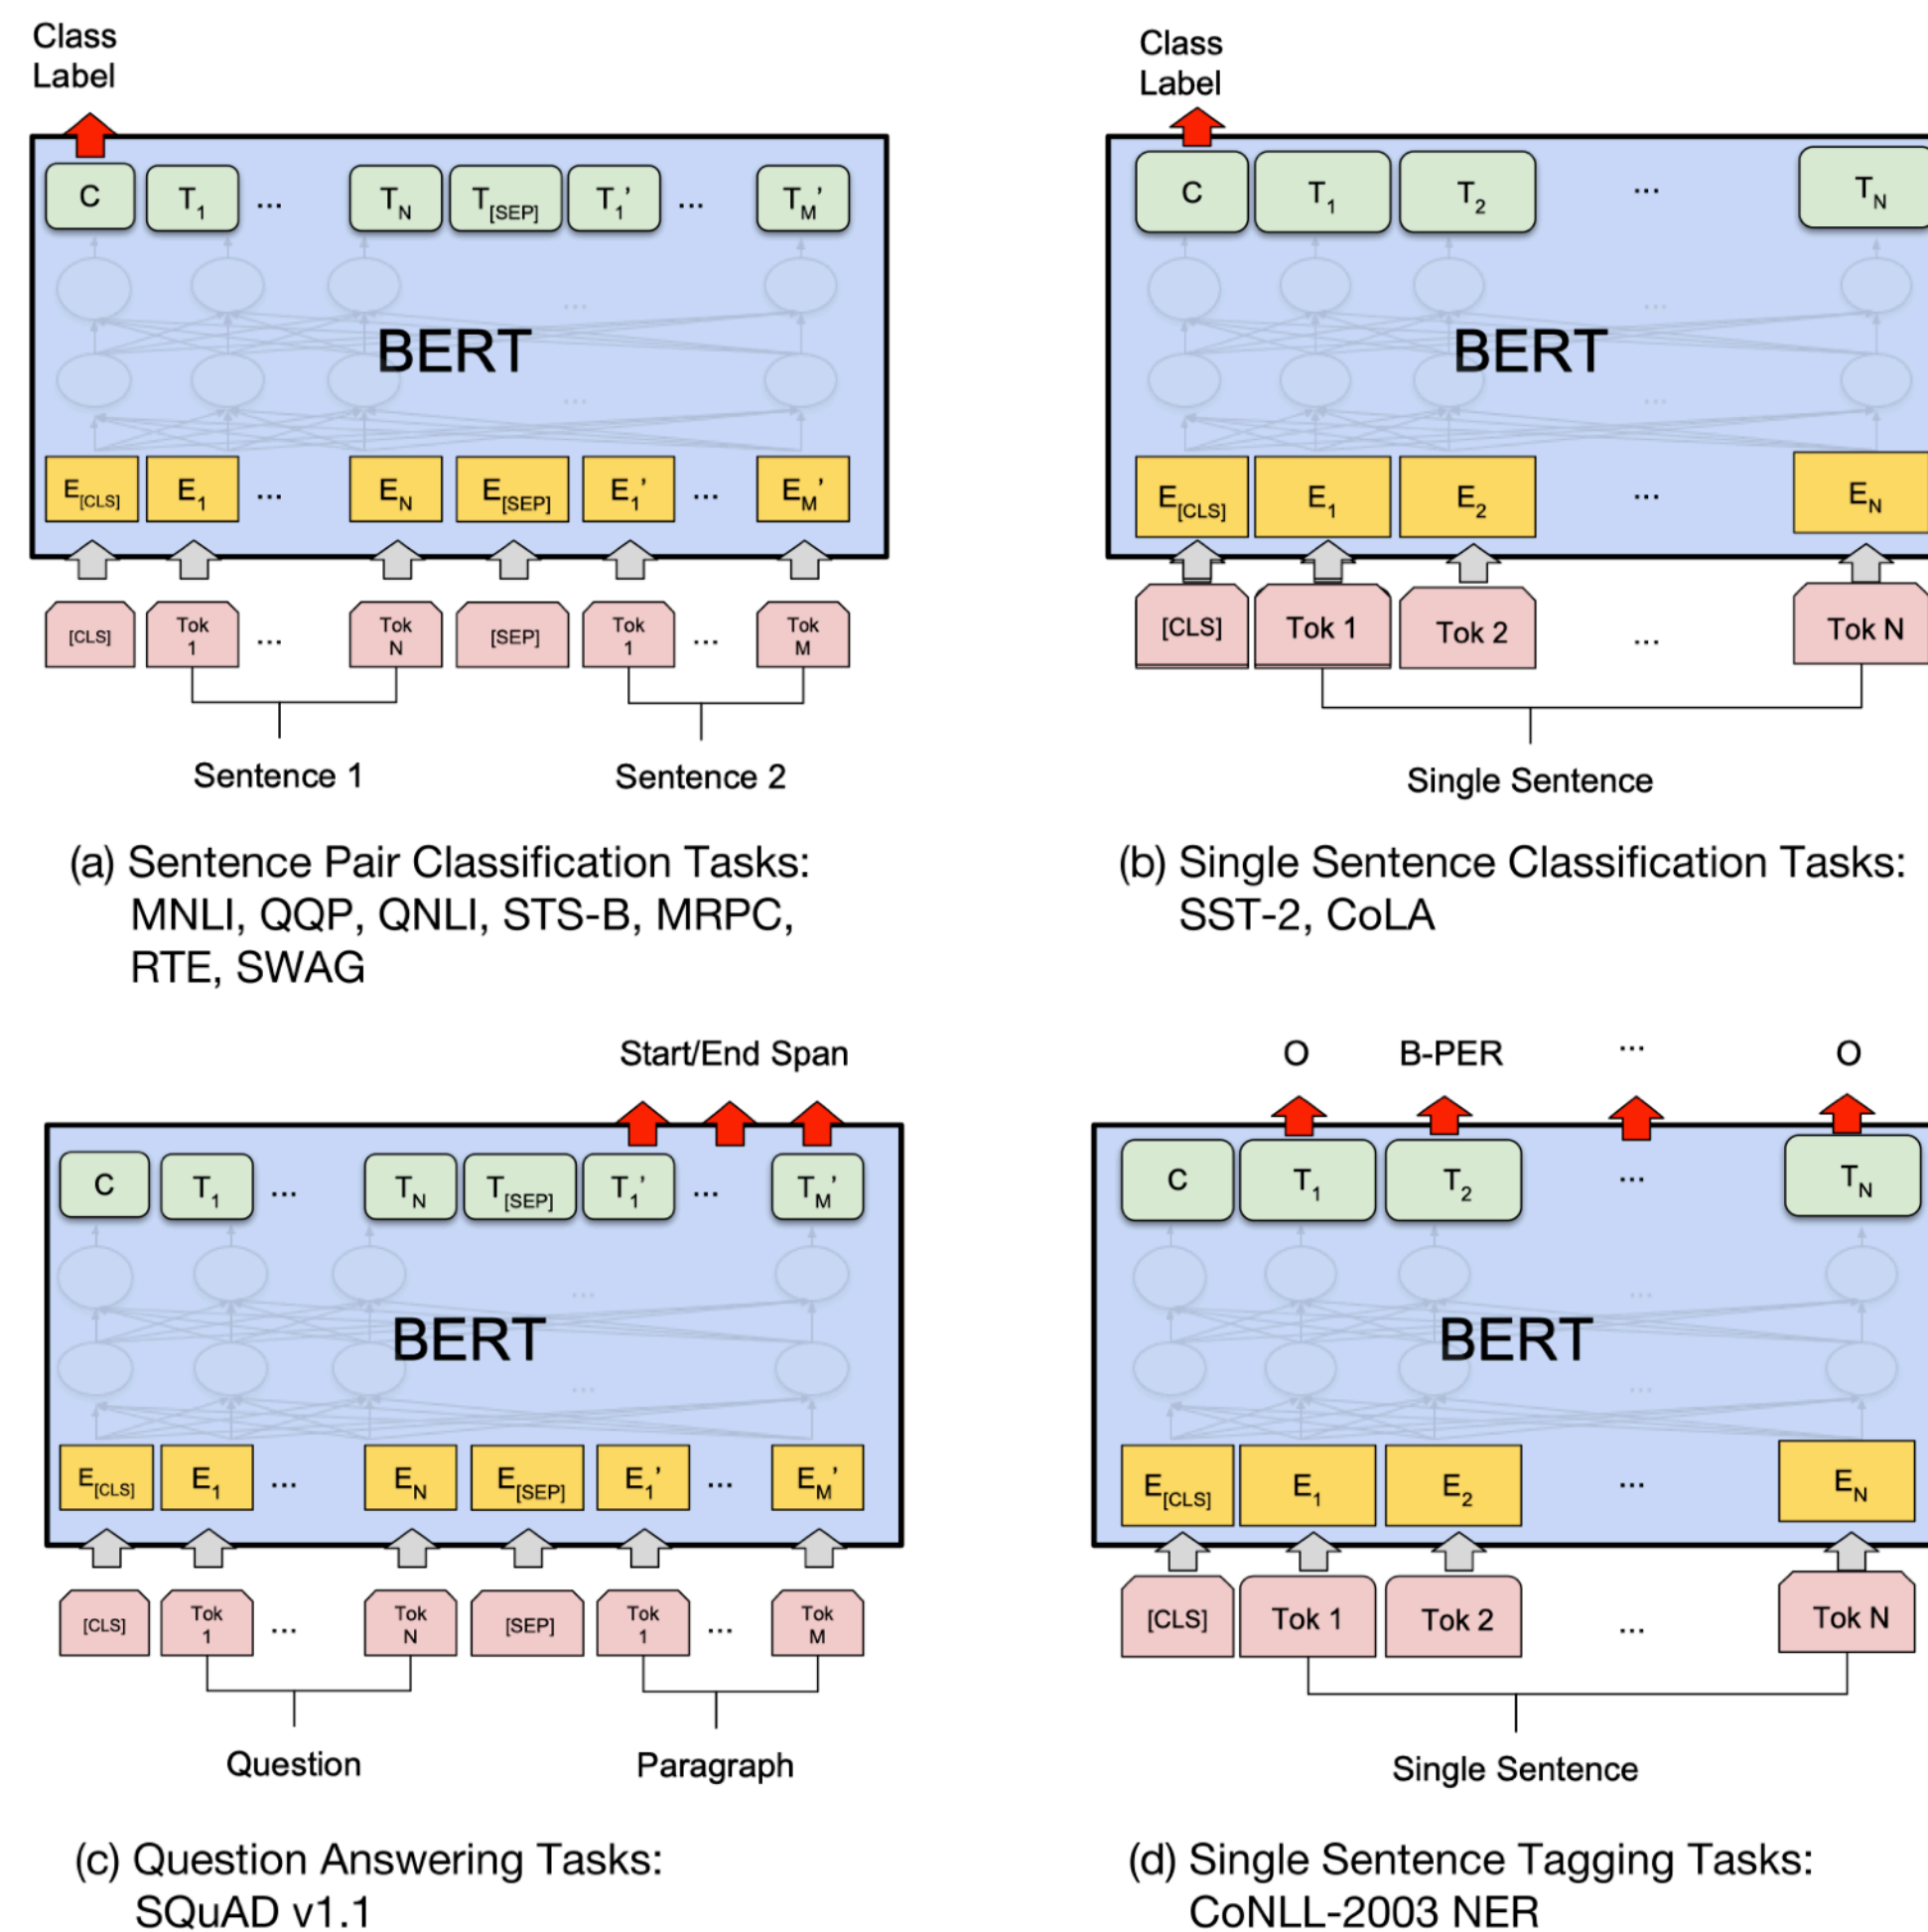 Class
Label
C T1 ... TN T[SEP] T1’ ... TM’
...
BERT
...
E[CLS] E1 ... EN E[SEP] E1’ ... EM’
[CLS] Tok 1 ... Tok N [SEP] Tok 1 ... Tok M
Sentence 1 Sentence 2
(a) Sentence Pair Classification Tasks:
MNLI, QQP, QNLI, STS-B, MRPC,
RTE, SWAG
Class
Label
C T1 T2 ... TN
...
BERT
...
E[CLS] E1 E2 ... EN
[CLS] Tok 1 Tok 2 ... Tok N
Single Sentence
(b) Single Sentence Classification Tasks:
SST-2, CoLA
Start/End Span
C T1 ... TN T[SEP] T1’ ... TM’
...
BERT
...
E[CLS] E1 ... EN E[SEP] E1’ ... EM’
[CLS] Tok 1 ... Tok N [SEP] Tok 1 ... Tok M
Question Paragraph
(c) Question Answering Tasks:
SQuAD v1.1
O B-PER ... O
C T1 T2 ... TN
...
BERT
...
E[CLS] E1 E2 ... EN
[CLS] Tok 1 Tok 2 ... Tok N
Single Sentence
(d) Single Sentence Tagging Tasks:
CoNLL-2003 NER